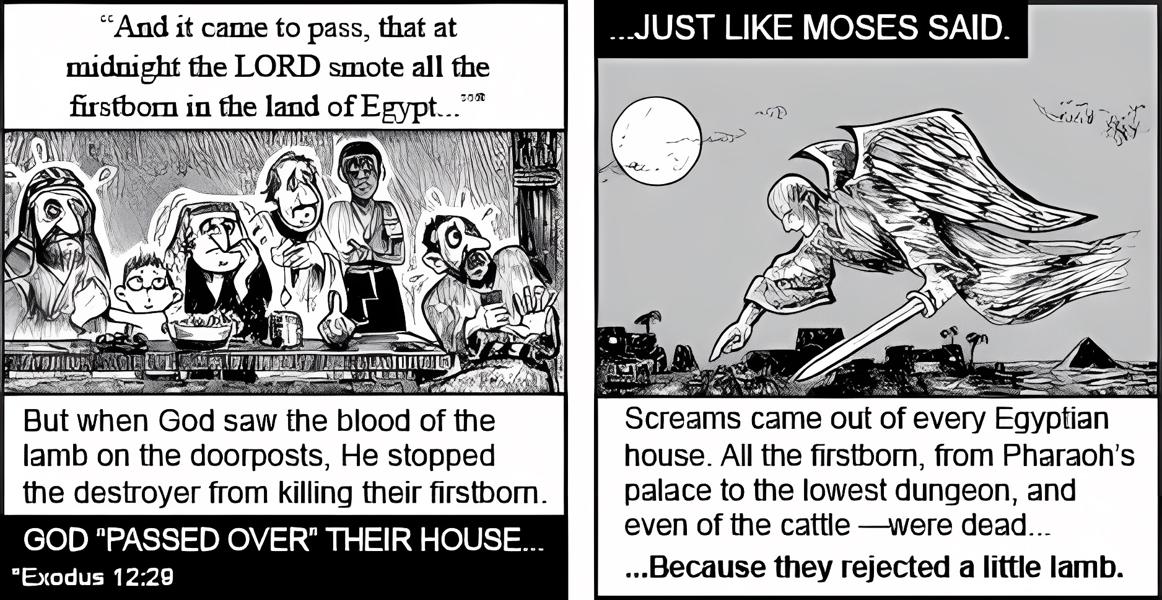 “And it came to pass, that at
midnight the LORD smote all the
firstborn in the land of Egypt...”
But when God saw the blood of the
lamb on the doorposts, He stopped
the destroyer from killing their firstborn.
GOD "PASSED OVER" THEIR HOUSE...
*Exodus 12:29
...JUST LIKE MOSES SAID.
Screams came out of every Egyptian
house. All the firstborn, from Pharaoh’s
palace to the lowest dungeon, and
even of the cattle —were dead...
...Because they rejected a little lamb.